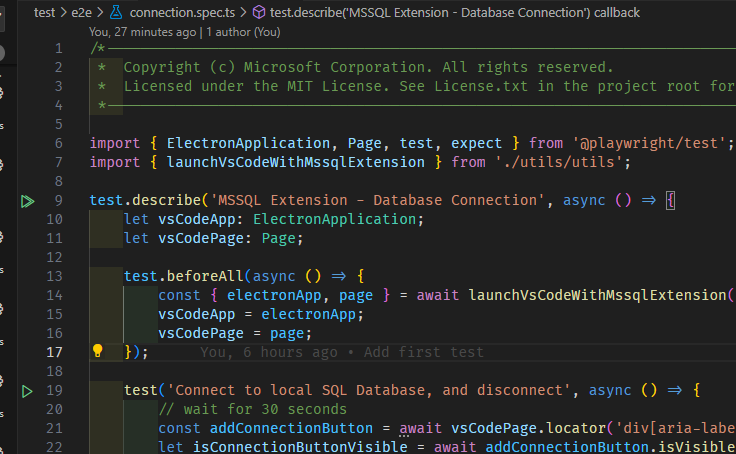 test > e2e > connection.spec.ts > test.describe('MSSQL Extension - Database Connection') callback
You, 27 minutes ago | 1 author (You)
1 /*---------------------------------------------------------------
2 * Copyright (c) Microsoft Corporation. All rights reserved.
3 * Licensed under the MIT License. See License.txt in the project root for
4 *---------------------------------------------------------------
5
6 import { ElectronApplication, Page, test, expect } from '@playwright/test';
7 import { launchVsCodeWithMssqlExtension } from './utils/utils';
8
9 test.describe('MSSQL Extension - Database Connection', async () => {
10 let vsCodeApp: ElectronApplication;
11 let vsCodePage: Page;
12
13 test.beforeAll(async () => {
14 const { electronApp, page } = await launchVsCodeWithMssqlExtension(
15 vsCodeApp = electronApp;
16 vsCodePage = page;
17 }); You, 6 hours ago • Add first test
18
19 test('Connect to local SQL Database, and disconnect', async () => {
20 // wait for 30 seconds
21 const addConnectionButton = await vsCodePage.locator('div[aria-labe
22 let isConnectionButtonVisible = await addConnectionButton.isVisible